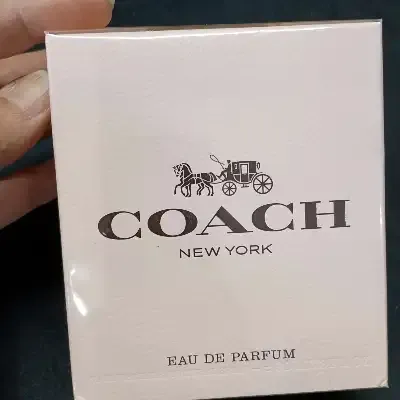 COACH
NEW YORK
EAU DE PARFUM